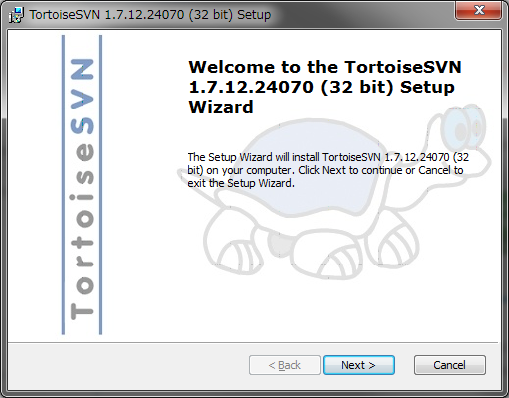 TortoiseSVN 1.7.12.24070 (32 bit) Setup
TortoiseSVN
Welcome to the TortoiseSVN
1.7.12.24070 (32 bit) Setup
Wizard
The Setup Wizard will install TortoiseSVN 1.7.12.24070 (32
bit) on your computer. Click Next to continue or Cancel to
exit the Setup Wizard.
< Back
Next >
Cancel